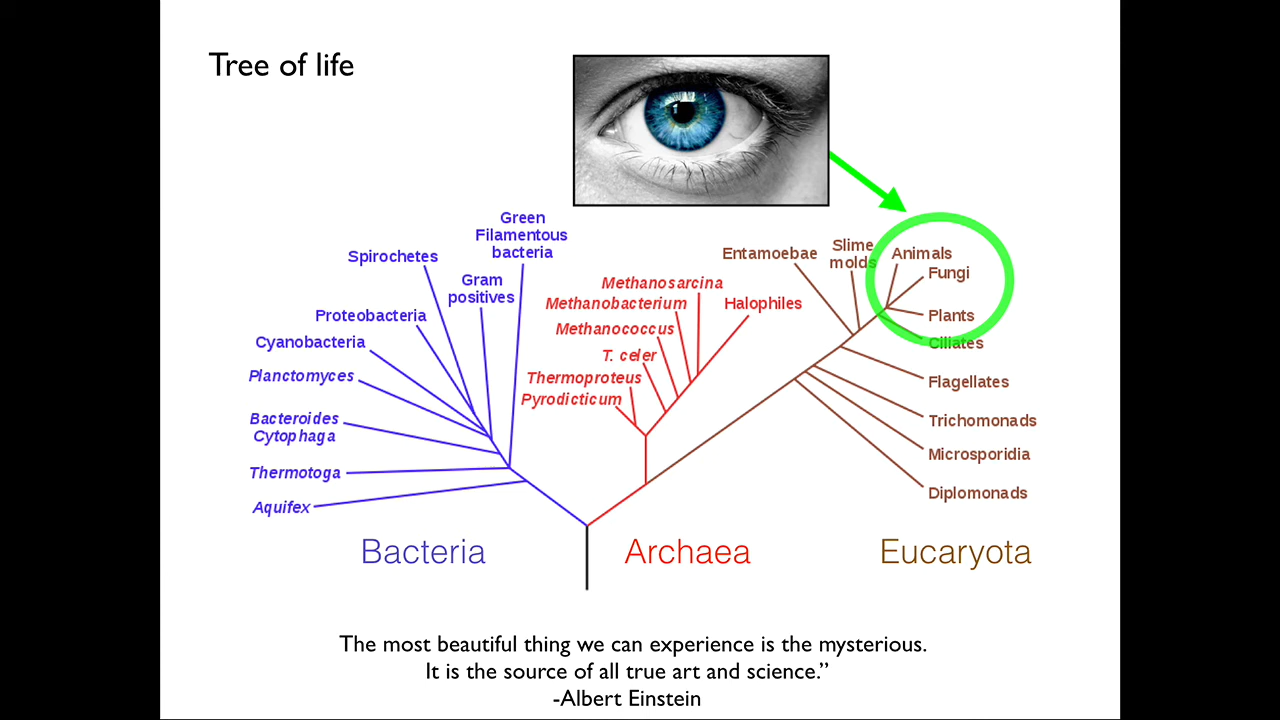 Tree of life
Green
Filamentous
bacteria
Spirochetes
Gram
positives
Proteobacteria
Cyanobacteria
Planctomyces
Bacteroides
Cytophaga
Thermotoga
Aquifex
Methanosarcina
Methanobacterium
Halophiles
Methanococcus
T. celer
Thermoproteus
Pyrodicticum
Entamoebae
Slime
molds
Animals
Fungi
Plants
Ciliates
Flagellates
Trichomonads
Microsporidia
Diplomonads
Bacteria
Archaea
Eucaryota
The most beautiful thing we can experience is the mysterious.
It is the source of all true art and science.”
-Albert Einstein